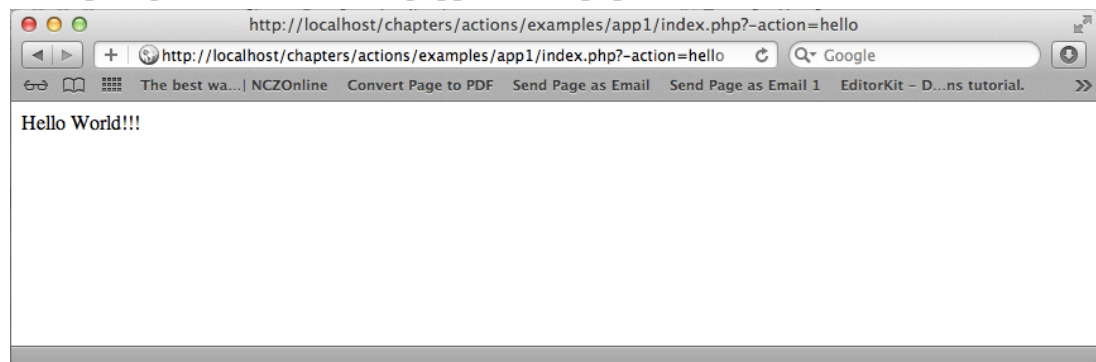 http://localhost/chapters/actions/examples/app1/index.php?-action=hello
http://localhost/chapters/actions/examples/app1/index.php?-action=hello Google
The best wa...| NCZOnline Convert Page to PDF Send Page as Email Send Page as Email 1 EditorKit - D...ns tutorial.
Hello World!!!